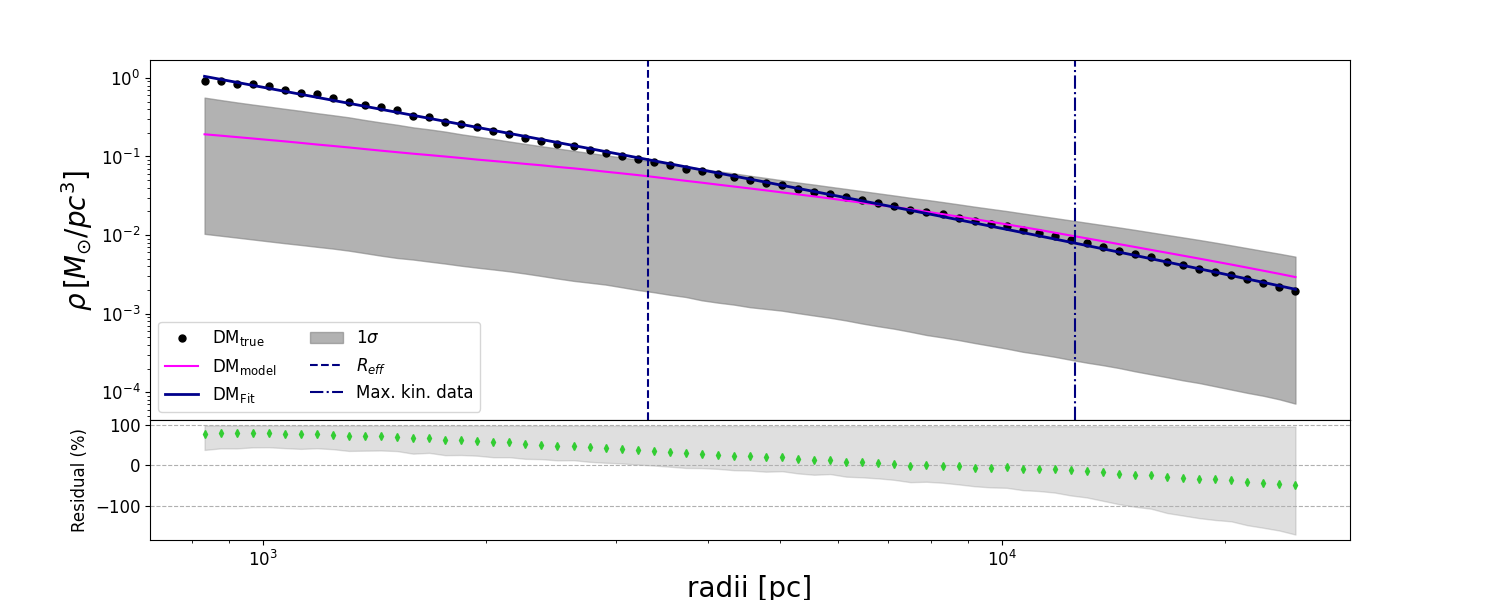 10^0
10^-1
10^-2
10^-3
10^-4
ρ [M_⊙/pc^3]
DM_true
DM_model
DM_Fit
1σ
R_eff
Max. kin. data
100
0
−100
Residual (%)
10^3
10^4
radii [pc]